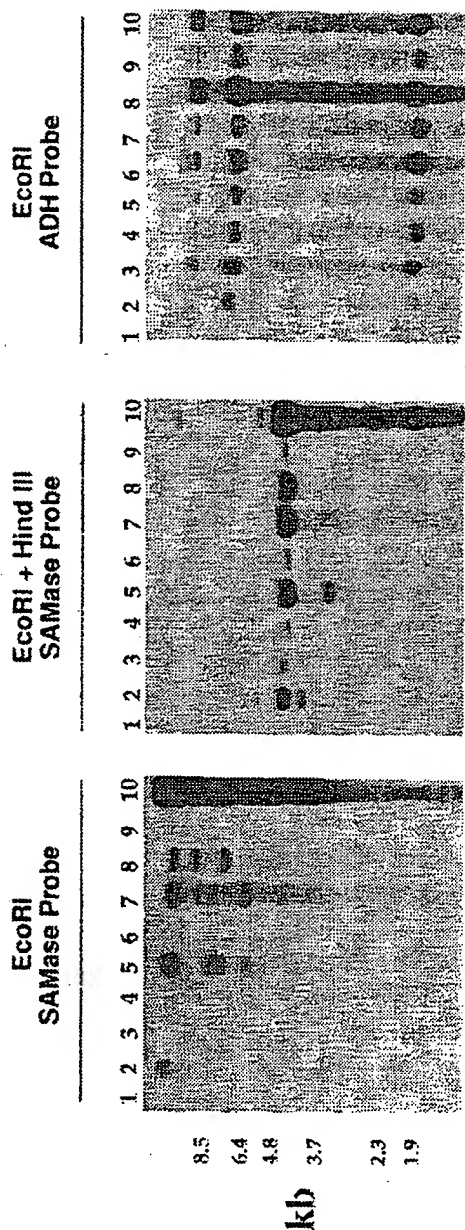 EcoRI
SAMase Probe
1 2 3 4 5 6 7 8 9 10
EcoRI + Hind III
SAMase Probe
1 2 3 4 5 6 7 8 9 10
EcoRI
ADH Probe
1 2 3 4 5 6 7 8 9 10
8.5
6.4
4.8
3.7
2.3
1.9
kb